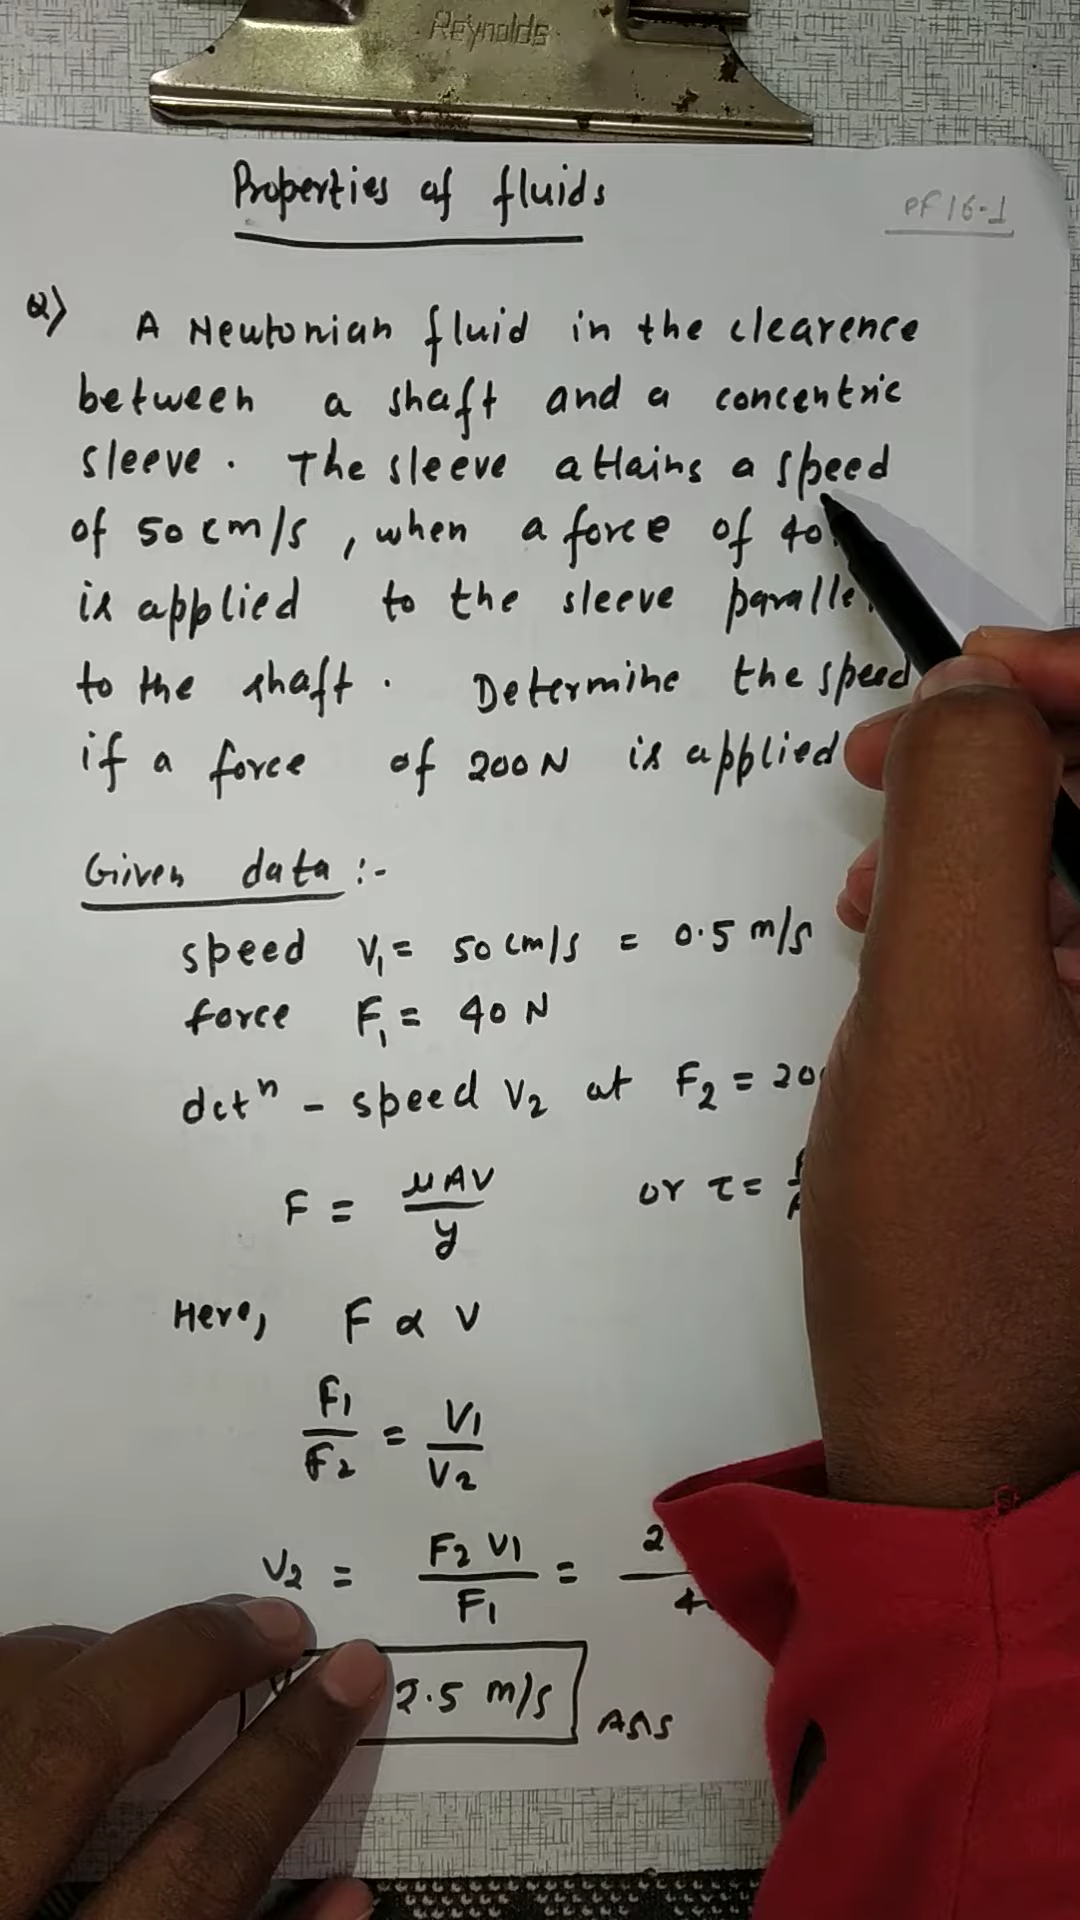 Reynolds
Properties of fluids
PF 16-1
Q) A Newtonian fluid in the clearence
between a shaft and a concentric
sleeve. The sleeve attains a speed
of 50 cm/s, when a force of 40
is applied to the sleeve paralle
to the shaft. Determine the speed
if a force of 200N is applied
Given data :-
speed V₁ = 50 cm/s = 0.5 m/s
force F₁ = 40 N
detⁿ - speed V₂ at F₂ = 20
F = μAV/y or τ =
Here, F α V
F₁/F₂ = V₁/V₂
V₂ = F₂ V₁/F₁ = 2/4
2.5 m/s Ans